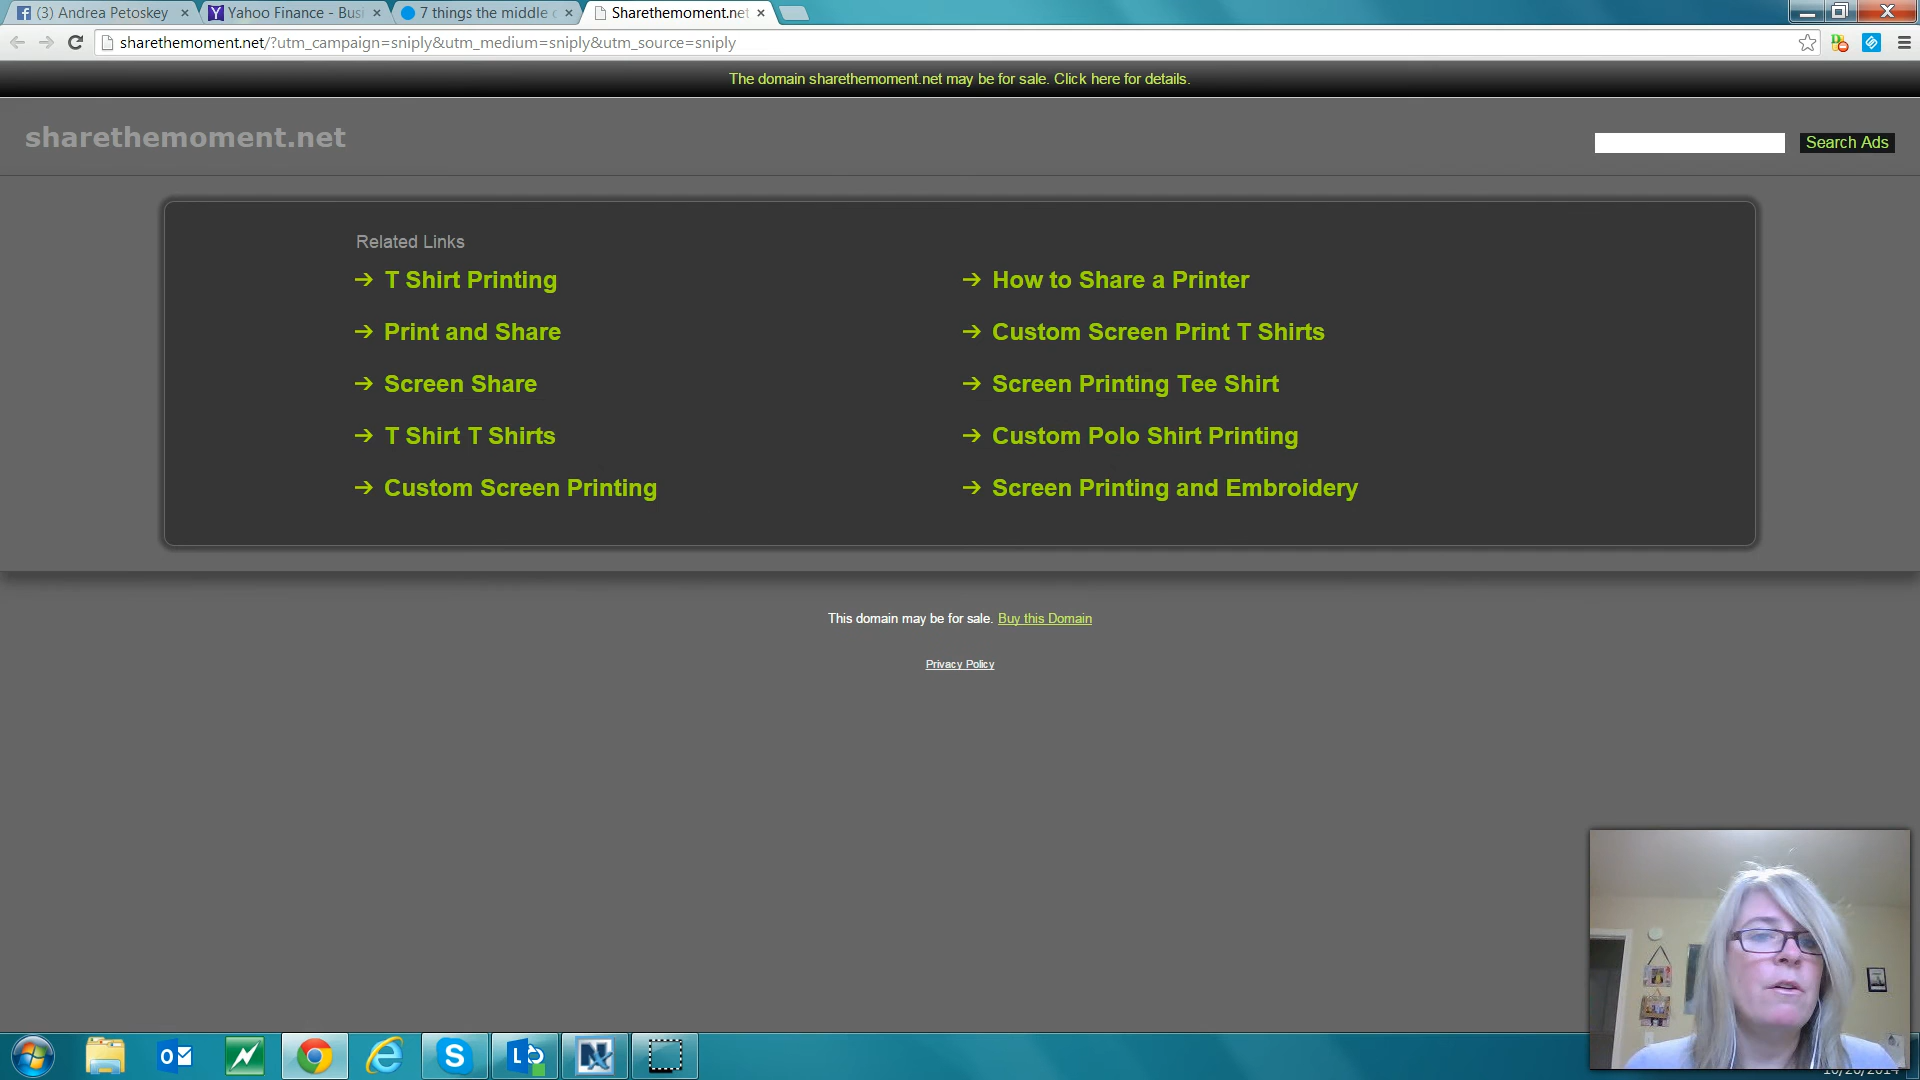 (3) Andrea Petoskey
Yahoo Finance - Busi
7 things the middle c
Sharethemoment.net
sharethemoment.net/?utm_campaign=sniply&utm_medium=sniply&utm_source=sniply
The domain sharethemoment.net may be for sale. Click here for details.
sharethemoment.net
Search Ads
Related Links
T Shirt Printing
How to Share a Printer
Print and Share
Custom Screen Print T Shirts
Screen Share
Screen Printing Tee Shirt
T Shirt T Shirts
Custom Polo Shirt Printing
Custom Screen Printing
Screen Printing and Embroidery
This domain may be for sale. Buy this Domain
Privacy Policy